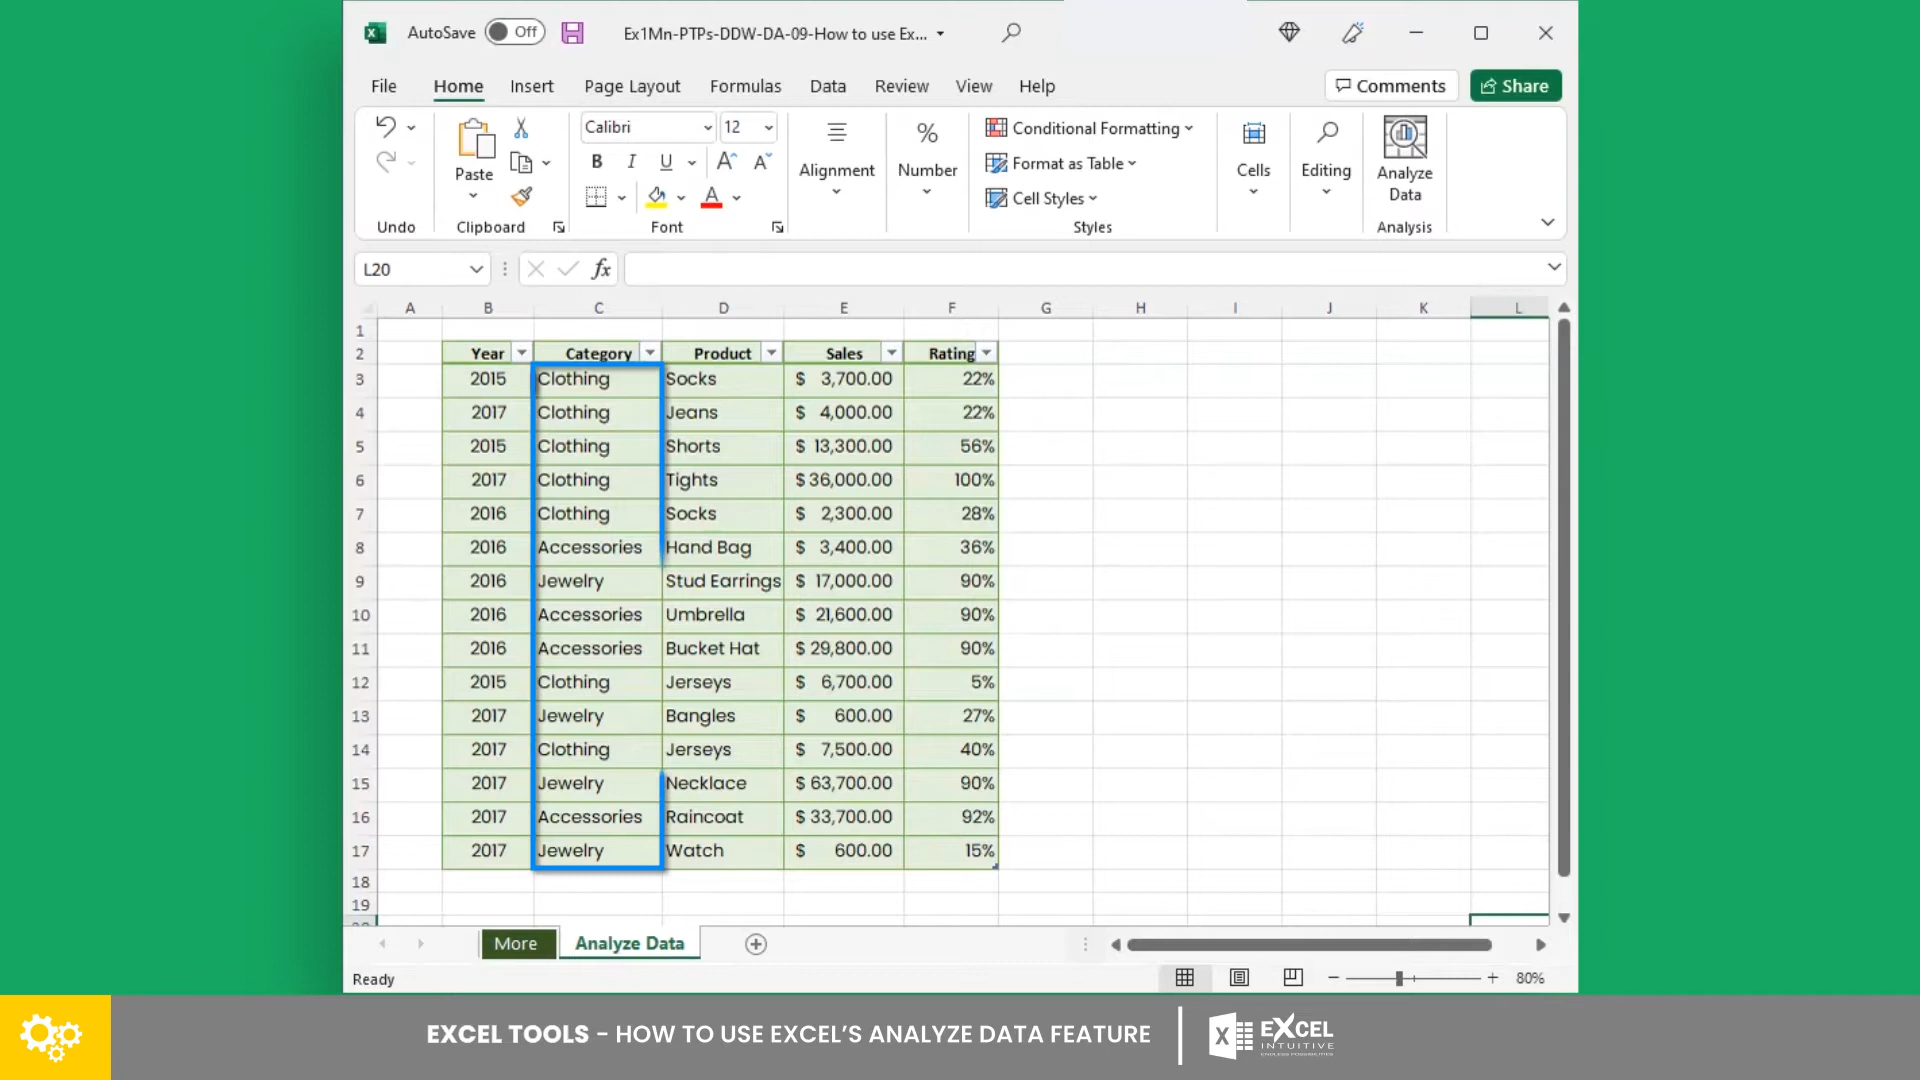 AutoSave Off Ex1Mn-PTPs-DDW-DA-09-How to use Ex...
File Home Insert Page Layout Formulas Data Review View Help Comments Share
Calibri 12
Conditional Formatting
B I U A A
Format as Table
Paste Alignment Number Cells Editing Analyze Data
Cell Styles
Undo Clipboard Font Styles Analysis
L20 fx
A B C D E F G H I J K L
1
2 Year Category Product Sales Rating
3 2015 Clothing Socks $ 3,700.00 22%
4 2017 Clothing Jeans $ 4,000.00 22%
5 2015 Clothing Shorts $ 13,300.00 56%
6 2017 Clothing Tights $ 36,000.00 100%
7 2016 Clothing Socks $ 2,300.00 28%
8 2016 Accessories Hand Bag $ 3,400.00 36%
9 2016 Jewelry Stud Earrings $ 17,000.00 90%
10 2016 Accessories Umbrella $ 21,600.00 90%
11 2016 Accessories Bucket Hat $ 29,800.00 90%
12 2015 Clothing Jerseys $ 6,700.00 5%
13 2017 Jewelry Bangles $ 600.00 27%
14 2017 Clothing Jerseys $ 7,500.00 40%
15 2017 Jewelry Necklace $ 63,700.00 90%
16 2017 Accessories Raincoat $ 33,700.00 92%
17 2017 Jewelry Watch $ 600.00 15%
18
19
More Analyze Data
Ready 80%
EXCEL TOOLS – HOW TO USE EXCEL'S ANALYZE DATA FEATURE
X EXCEL
INTUITIVE
ENDLESS POSSIBILITIES